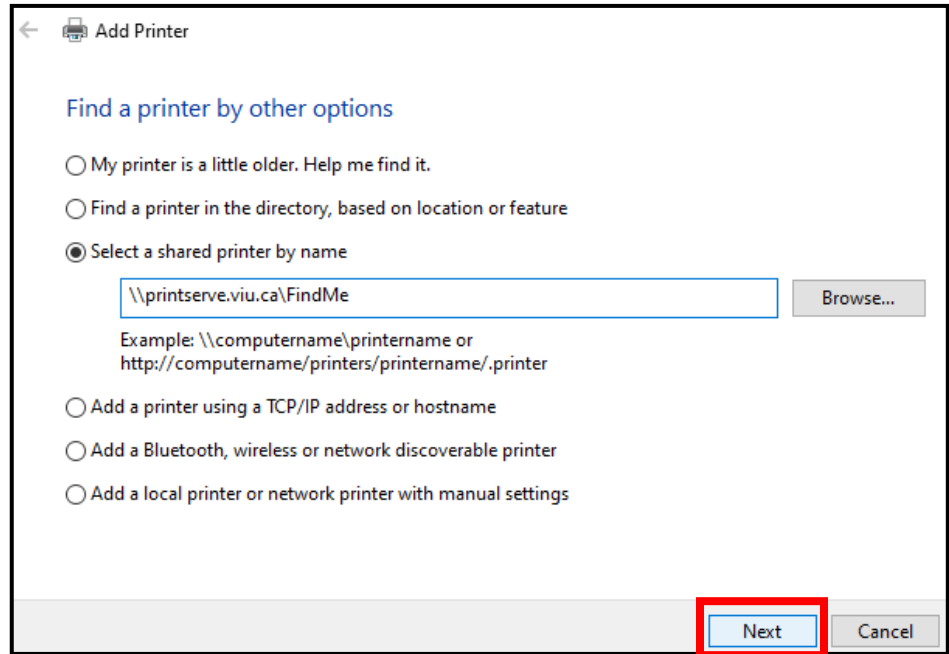 Add Printer
Find a printer by other options
My printer is a little older. Help me find it.
Find a printer in the directory, based on location or feature
Select a shared printer by name
\\printserve.viu.ca\FindMe
Browse...
Example: \\computername\printername or
http://computername/printers/printername/.printer
Add a printer using a TCP/IP address or hostname
Add a Bluetooth, wireless or network discoverable printer
Add a local printer or network printer with manual settings
Next
Cancel